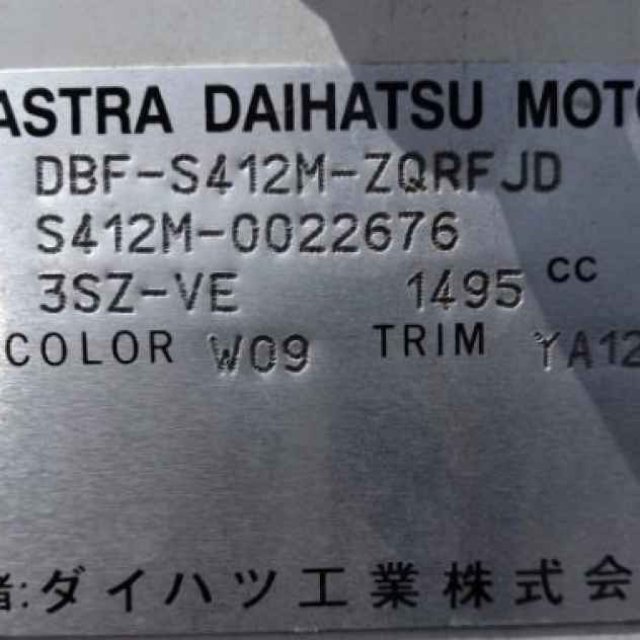 ASTRA DAIHATSU MOTO
DBF-S412M-ZQRFJD
S412M-0022676
3SZ-VE 1495 CC
COLOR W09 TRIM YA12
者:ダイハツ工業株式会